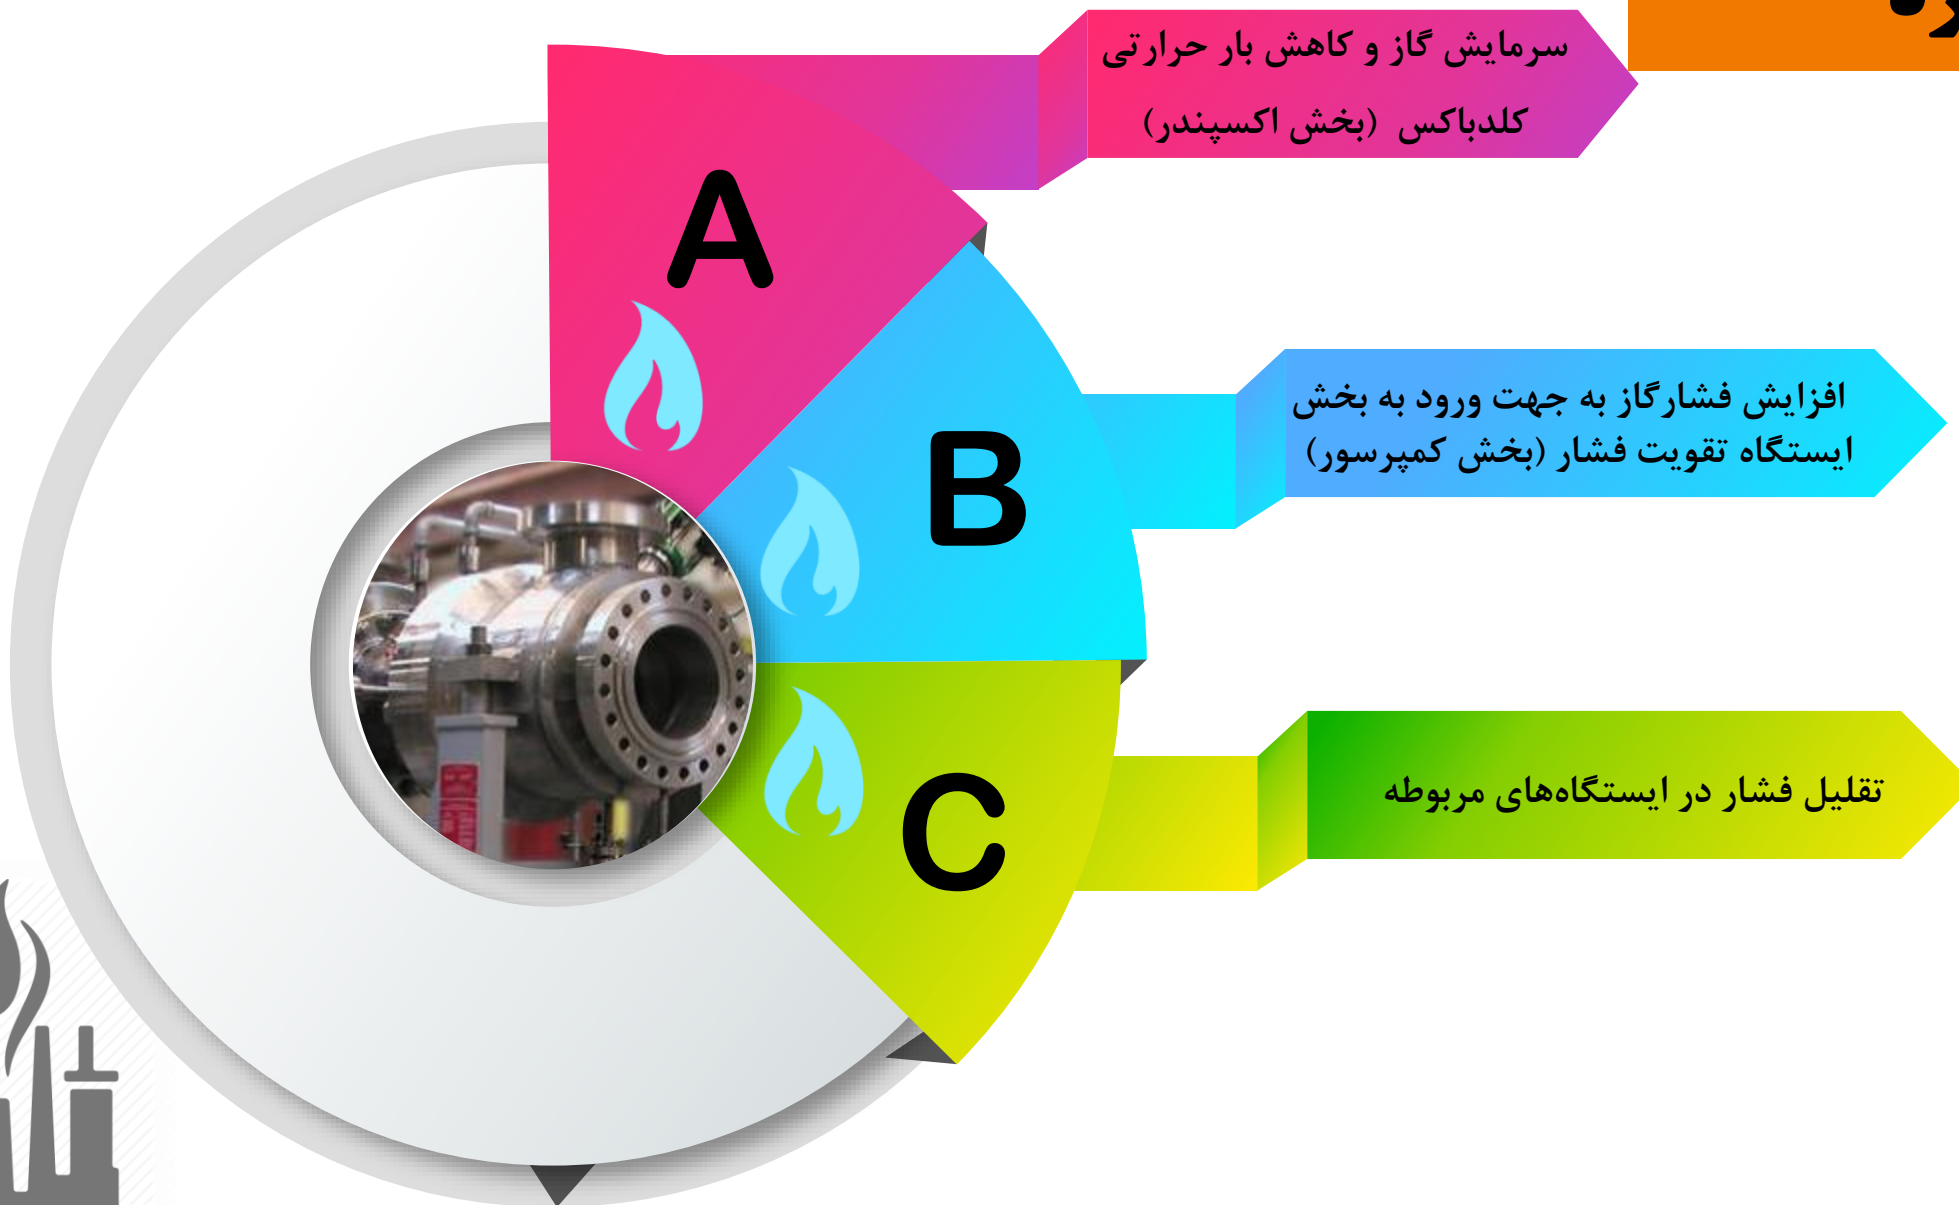 A
سرمایش گاز و کاهش بار حرارتی
کلدباکس (بخش اکسپندر)
B
افزایش فشارگاز به جهت ورود به بخش
ایستگاه تقویت فشار (بخش کمپرسور)
C
تقلیل فشار در ایستگاه‌های مربوطه